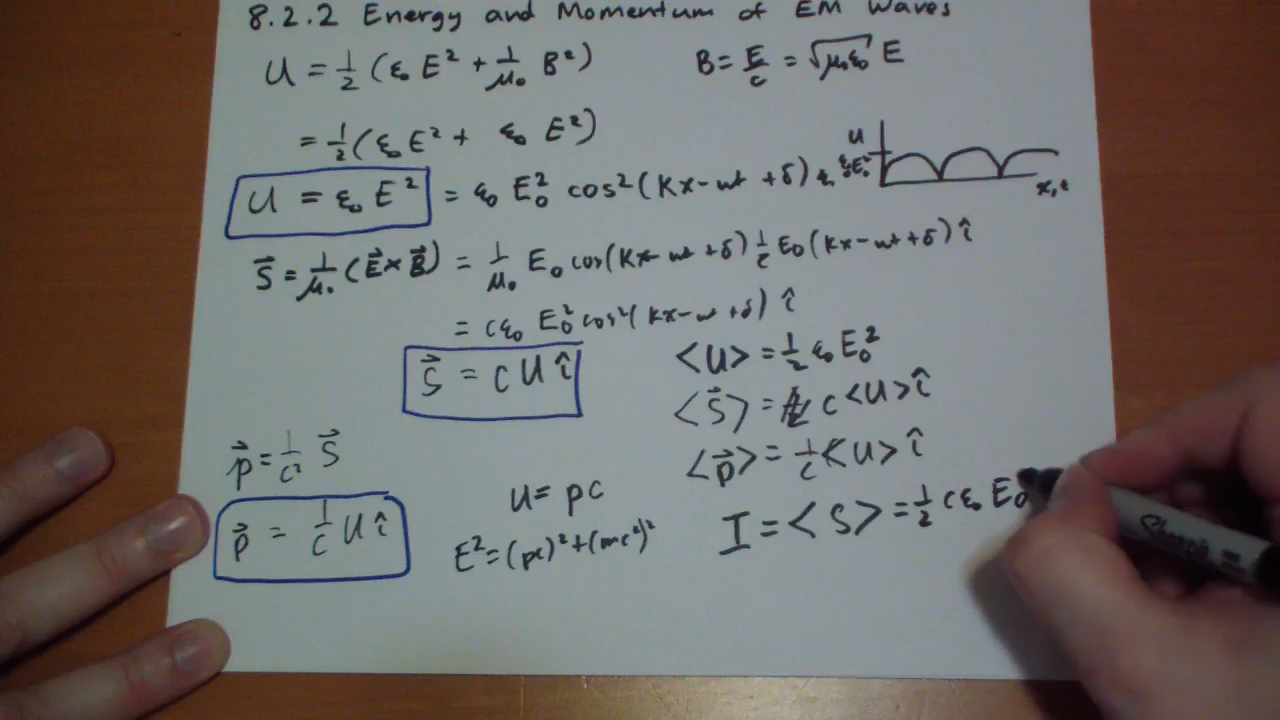 8.2.2 Energy and Momentum of EM Waves
U = 1/2 (ε₀ E² + 1/μ₀ B²)
B = E/c = √(μ₀ε₀) E
= 1/2 (ε₀ E² + ε₀ E²)
U
ε₀E₀²
x, t
U = ε₀ E² = ε₀ E₀² cos²(kx - ωt + δ)
S⃗ = 1/μ₀ (E⃗ × B⃗) = 1/μ₀ E₀ cos(kx - ωt + δ) 1/c E₀ (kx - ωt + δ) î
= cε₀ E₀² cos²(kx - ωt + δ) î
S⃗ = c U î
<U> = 1/2 ε₀ E₀²
<S⃗> = c <U> î
p⃗ = 1/c² S⃗
<p⃗> = 1/c <U> î
p⃗ = 1/c U î
U = pc
E² = (pc)² + (mc²)²
I = <S> = 1/2 cε₀ E₀
Sharpie